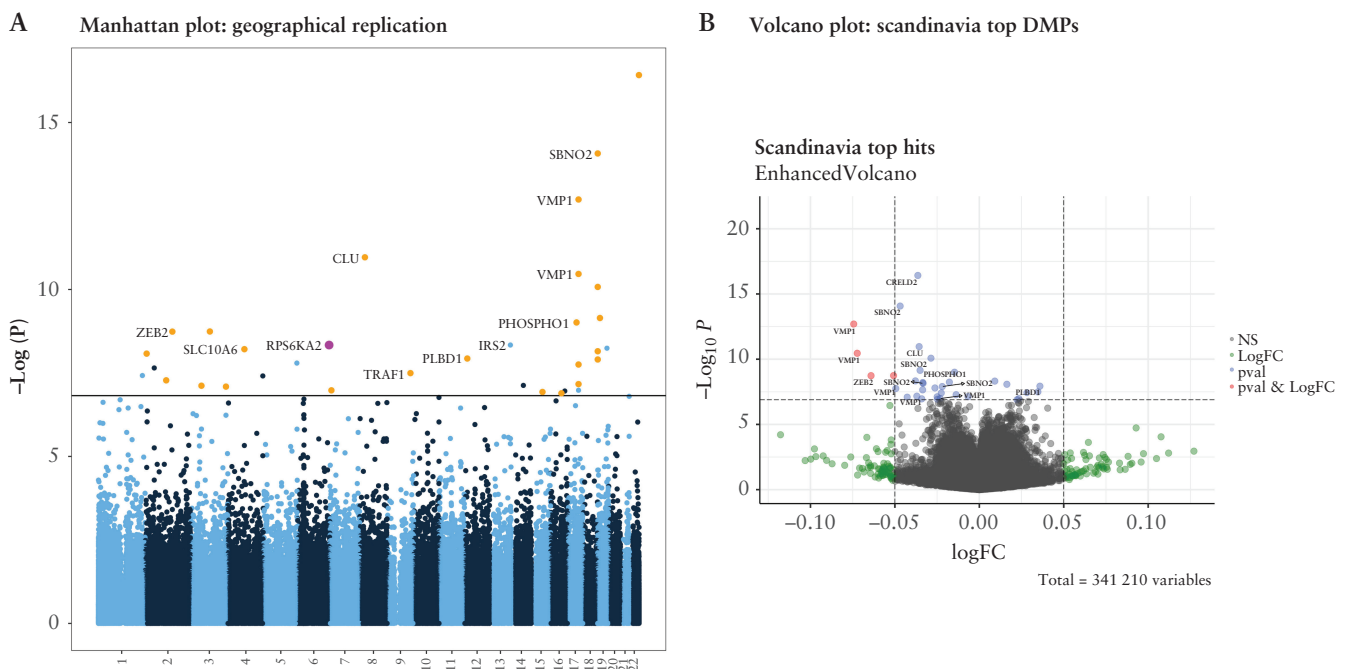 A Manhattan plot: geographical replication
15
10
5
0
–Log (P)
SBNO2
VMP1
CLU
VMP1
PHOSPHO1
ZEB2
SLC10A6
RPS6KA2
IRS2
PLBD1
TRAF1
1 2 3 4 5 6 7 8 9 10 11 12 13 14 15 16 17 18 19 20 21 22
B Volcano plot: scandinavia top DMPs
Scandinavia top hits
EnhancedVolcano
20
15
10
5
0
–Log10 P
CRELD2
SBNO2
VMP1
CLU
VMP1
SBNO2
PHOSPHO1
ZEB2
SBNO2
SBNO2
VMP1
PLBD1
VMP1
VMP1
NS
LogFC
pval
pval & LogFC
–0.10 –0.05 0.00 0.05 0.10
logFC
Total = 341 210 variables